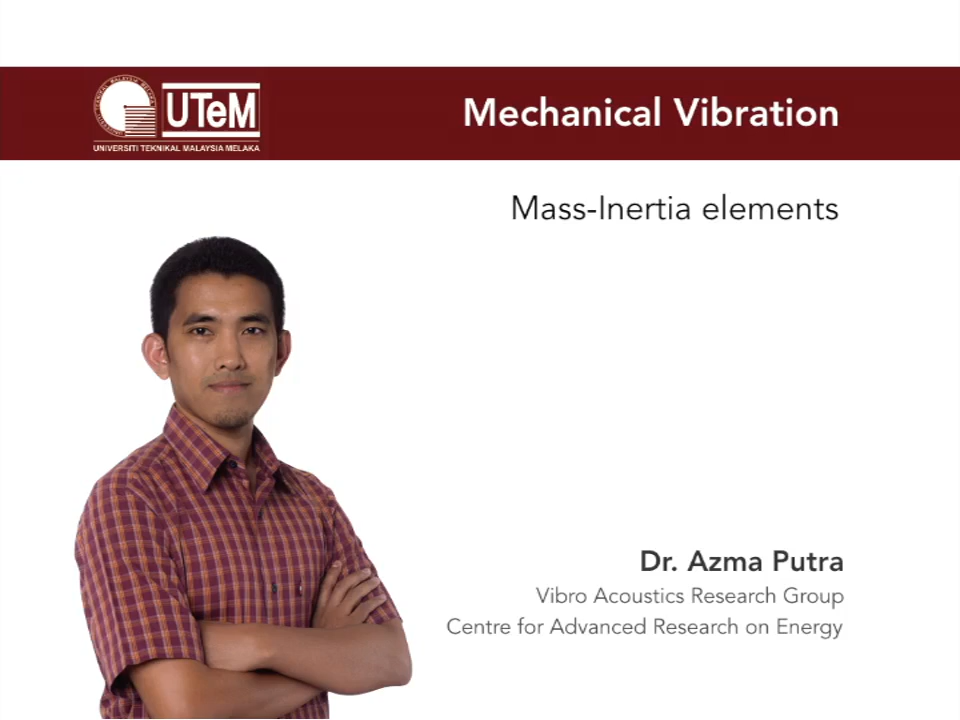 UTeM
UNIVERSITI TEKNIKAL MALAYSIA MELAKA
Mechanical Vibration
Mass-Inertia elements
Dr. Azma Putra
Vibro Acoustics Research Group
Centre for Advanced Research on Energy